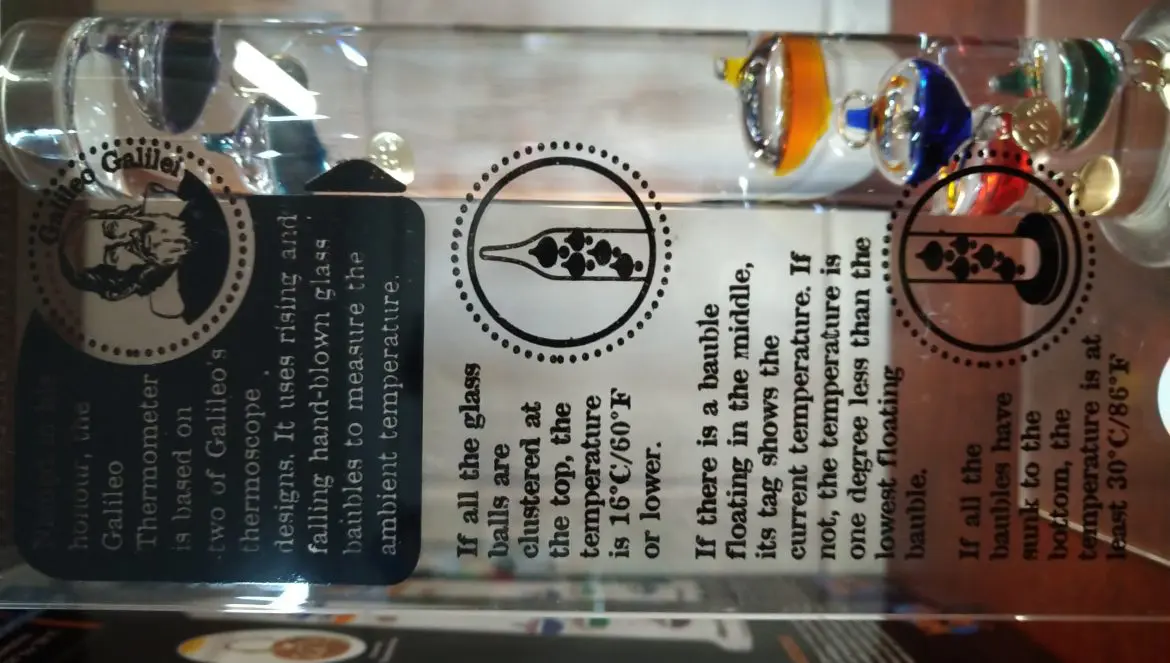 Galileo Galilei
honour, the
Galileo
Thermometer
is based on
two of Galileo's
thermoscope
designs. It uses rising and
falling hand-blown glass
baubles to measure the
ambient temperature.
If all the glass
balls are
clustered at
the top, the
temperature
is 16°C/60°F
or lower.
If there is a bauble
floating in the middle,
its tag shows the
current temperature. If
not, the temperature is
one degree less than the
lowest floating
bauble.
If all the
baubles have
sunk to the
bottom, the
temperature is at
least 30°C/86°F